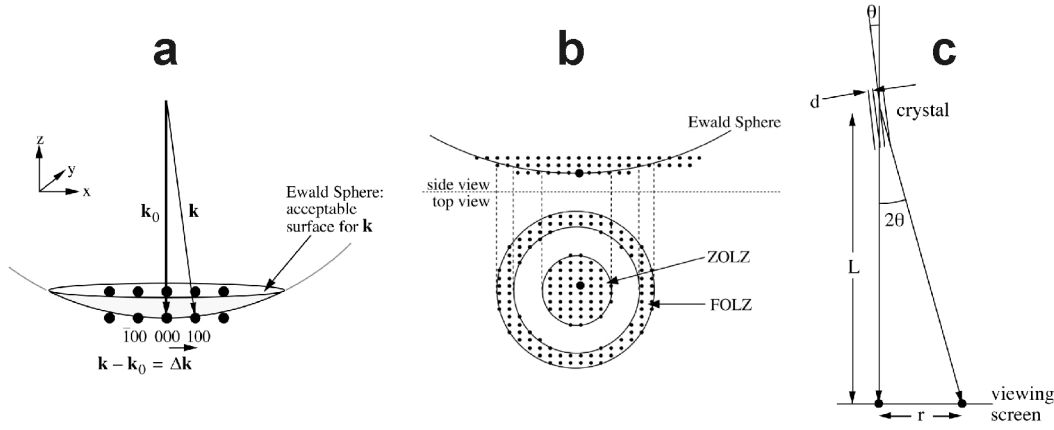 a
z
y
x
k₀
k
Ewald Sphere:
acceptable
surface for k
1̅00 000 100
k − k₀ = Δk
b
Ewald Sphere
side view
top view
ZOLZ
FOLZ
c
θ
d
crystal
2θ
L
viewing
screen
r